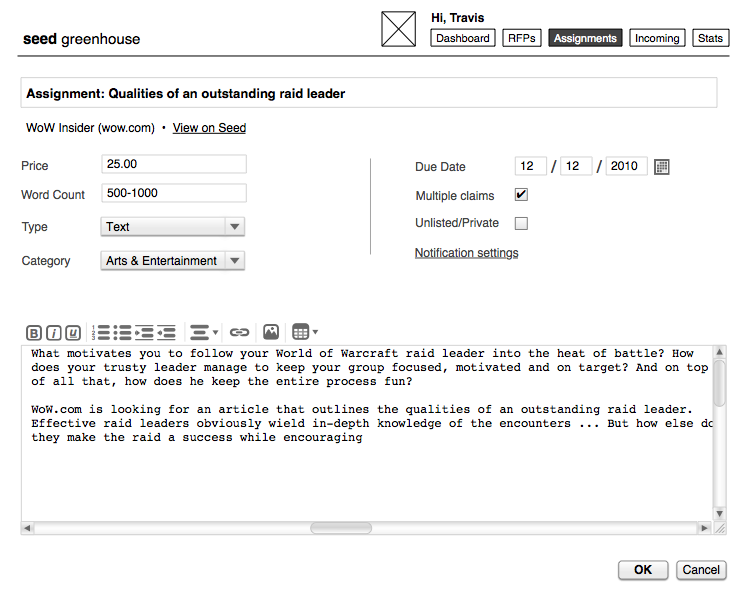 Hi, Travis
seed greenhouse
Dashboard RFPs Assignments Incoming Stats
Assignment: Qualities of an outstanding raid leader
WoW Insider (wow.com) • View on Seed
Price 25.00
Word Count 500-1000
Type Text
Category Arts & Entertainment
Due Date 12 / 12 / 2010
Multiple claims
Unlisted/Private
Notification settings
B i u
What motivates you to follow your World of Warcraft raid leader into the heat of battle? How
does your trusty leader manage to keep your group focused, motivated and on target? And on top
of all that, how does he keep the entire process fun?
WoW.com is looking for an article that outlines the qualities of an outstanding raid leader.
Effective raid leaders obviously wield in-depth knowledge of the encounters ... But how else do
they make the raid a success while encouraging
OK Cancel